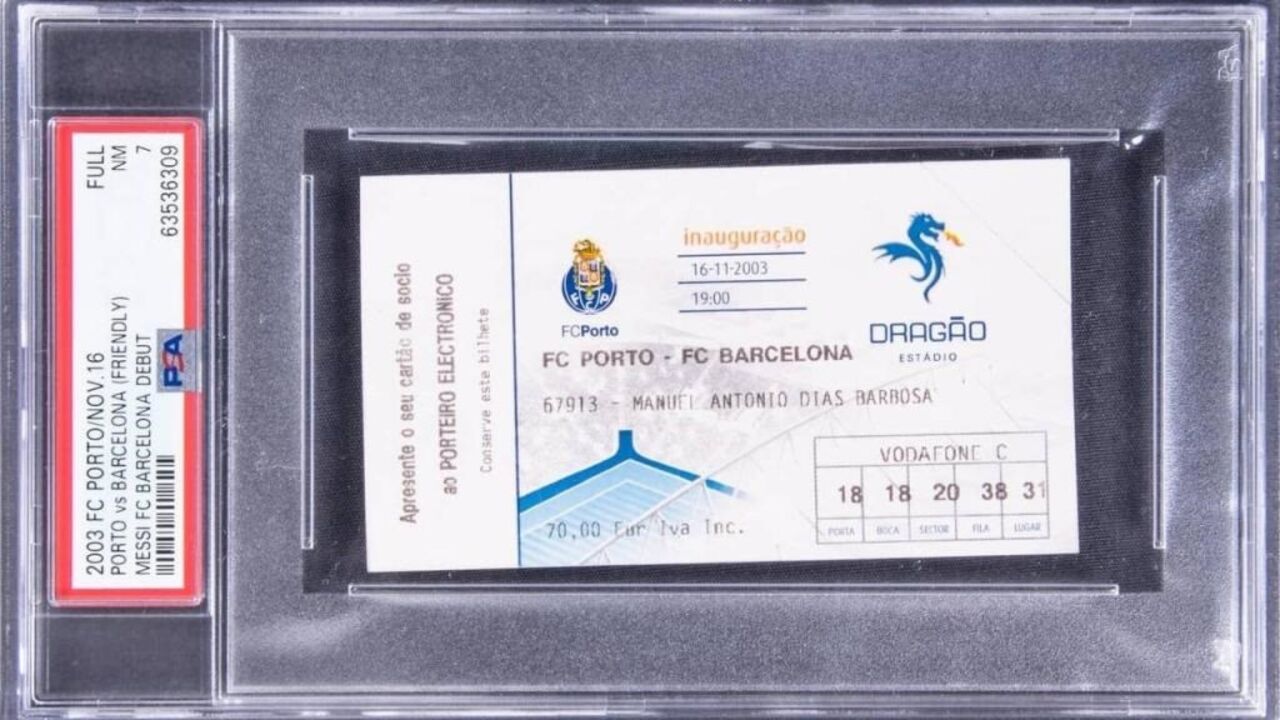 2003 FC PORTO/NOV.16 FULL
PORTO vs BARCELONA (FRIENDLY) NM
MESSI FC BARCELONA DEBUT 7
63536309
PSA
Apresente o seu cartão de socio
ao PORTEIRO ELECTRONICO
Conserve este bilhete
FCP
FCPorto
inauguração
16-11-2003
19:00
DRAGÃO
ESTÁDIO
FC PORTO - FC BARCELONA
67913 - MANUEL ANTONIO DIAS BARBOSA
VODAFONE C
18 18 20 38 31
PORTA BOCA SECTOR FILA LUGAR
70,00 Eur Iva Inc.